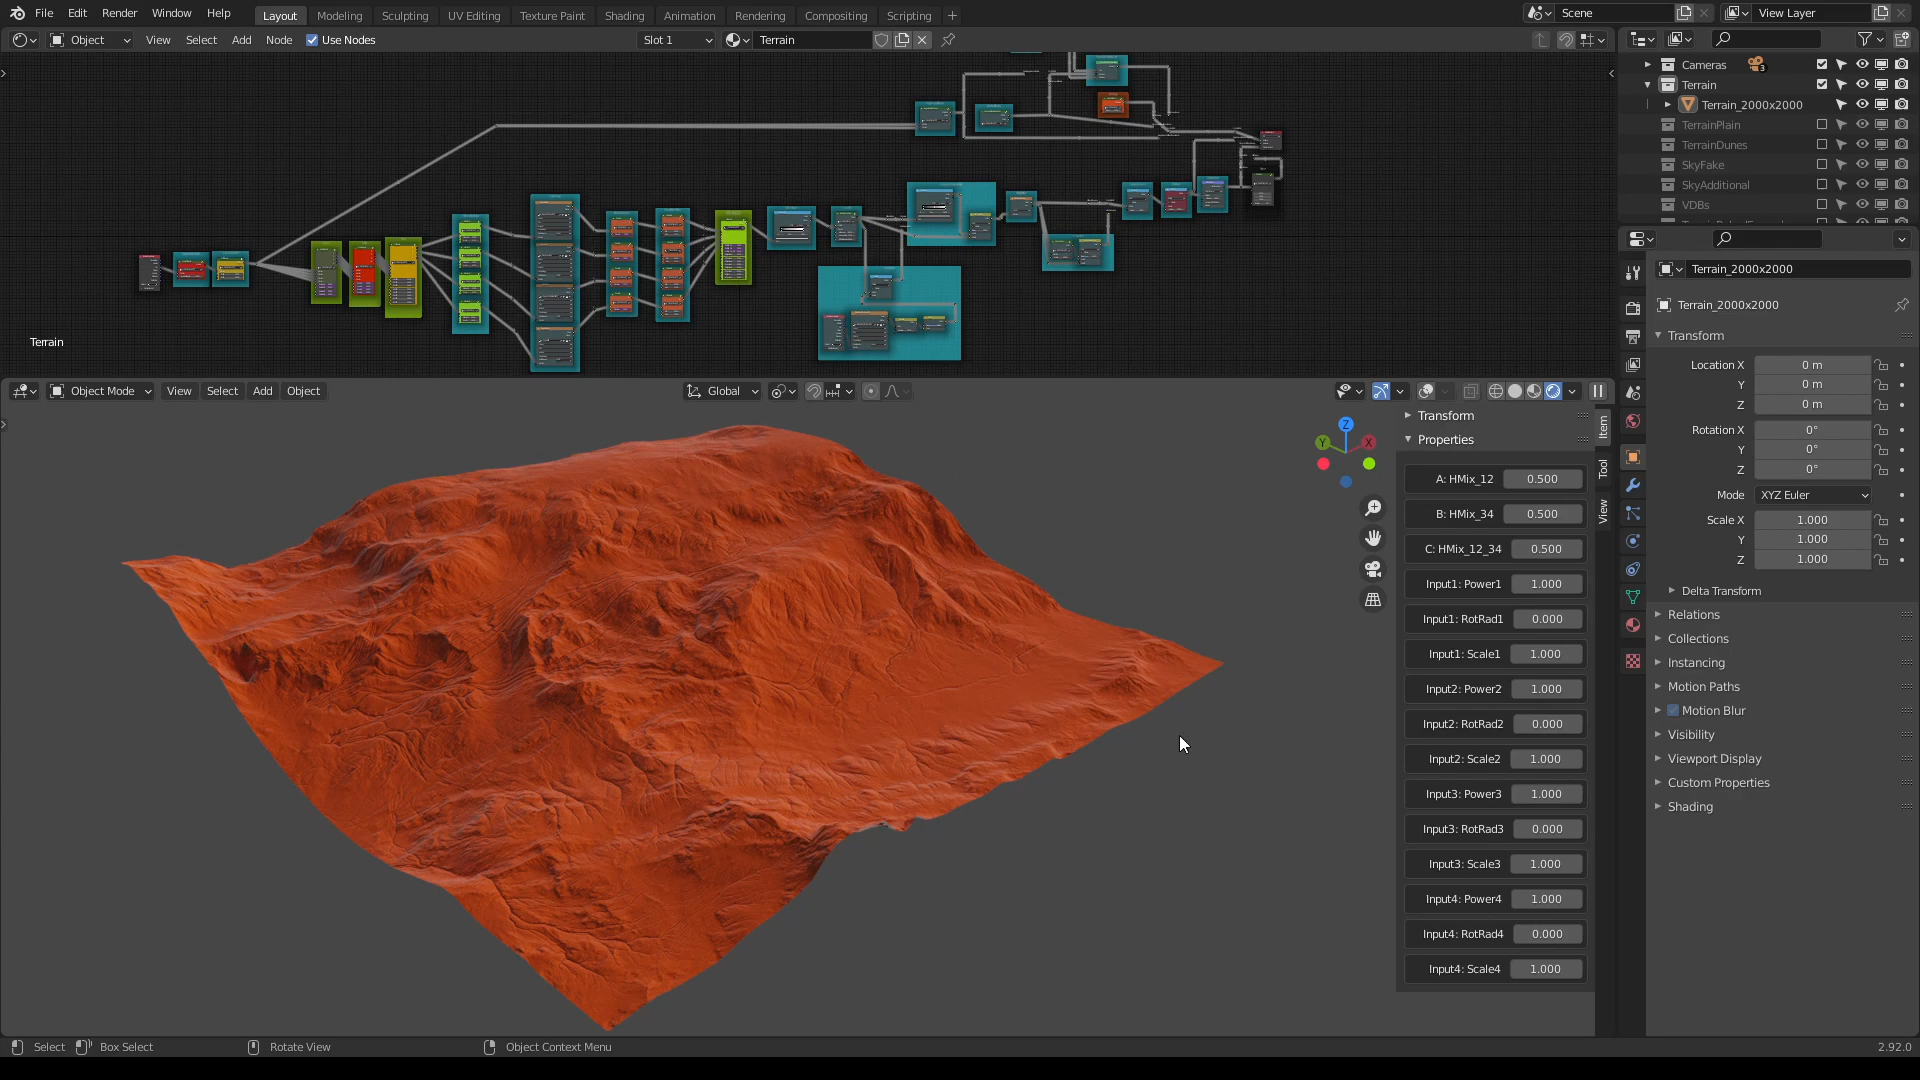 File Edit Render Window Help Layout Modeling Sculpting UV Editing Texture Paint Shading Animation Rendering Compositing Scripting + Scene View Layer
Object View Select Add Node Use Nodes Slot 1 Terrain
Cameras 3
Terrain
Terrain_2000x2000
TerrainPlain
TerrainDunes
SkyFake
SkyAdditional
VDBs
Terrain
Object Mode View Select Add Object Global
Z
Y
X
Transform
Properties
A: HMix_12 0.500
B: HMix_34 0.500
C: HMix_12_34 0.500
Input1: Power1 1.000
Input1: RotRad1 0.000
Input1: Scale1 1.000
Input2: Power2 1.000
Input2: RotRad2 0.000
Input2: Scale2 1.000
Input3: Power3 1.000
Input3: RotRad3 0.000
Input3: Scale3 1.000
Input4: Power4 1.000
Input4: RotRad4 0.000
Input4: Scale4 1.000
Item
Tool
View
Terrain_2000x2000
Terrain_2000x2000
Transform
Location X 0 m
Y 0 m
Z 0 m
Rotation X 0°
Y 0°
Z 0°
Mode XYZ Euler
Scale X 1.000
Y 1.000
Z 1.000
Delta Transform
Relations
Collections
Instancing
Motion Paths
Motion Blur
Visibility
Viewport Display
Custom Properties
Shading
Select Box Select Rotate View Object Context Menu 2.92.0